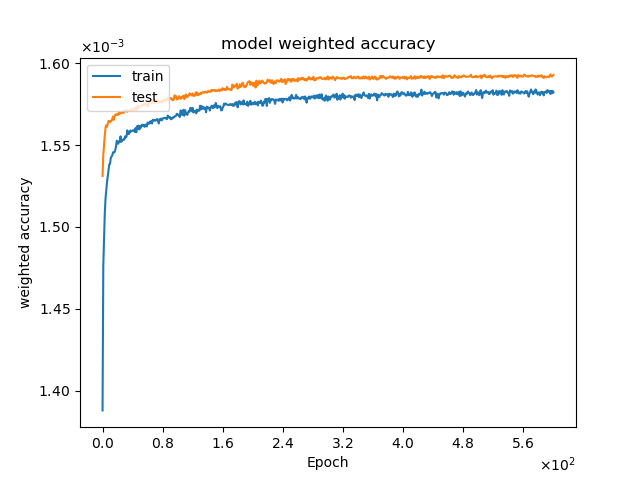 model weighted accuracy
×10⁻³
1.60
1.55
1.50
1.45
1.40
weighted accuracy
train
test
0.0 0.8 1.6 2.4 3.2 4.0 4.8 5.6
Epoch
×10²